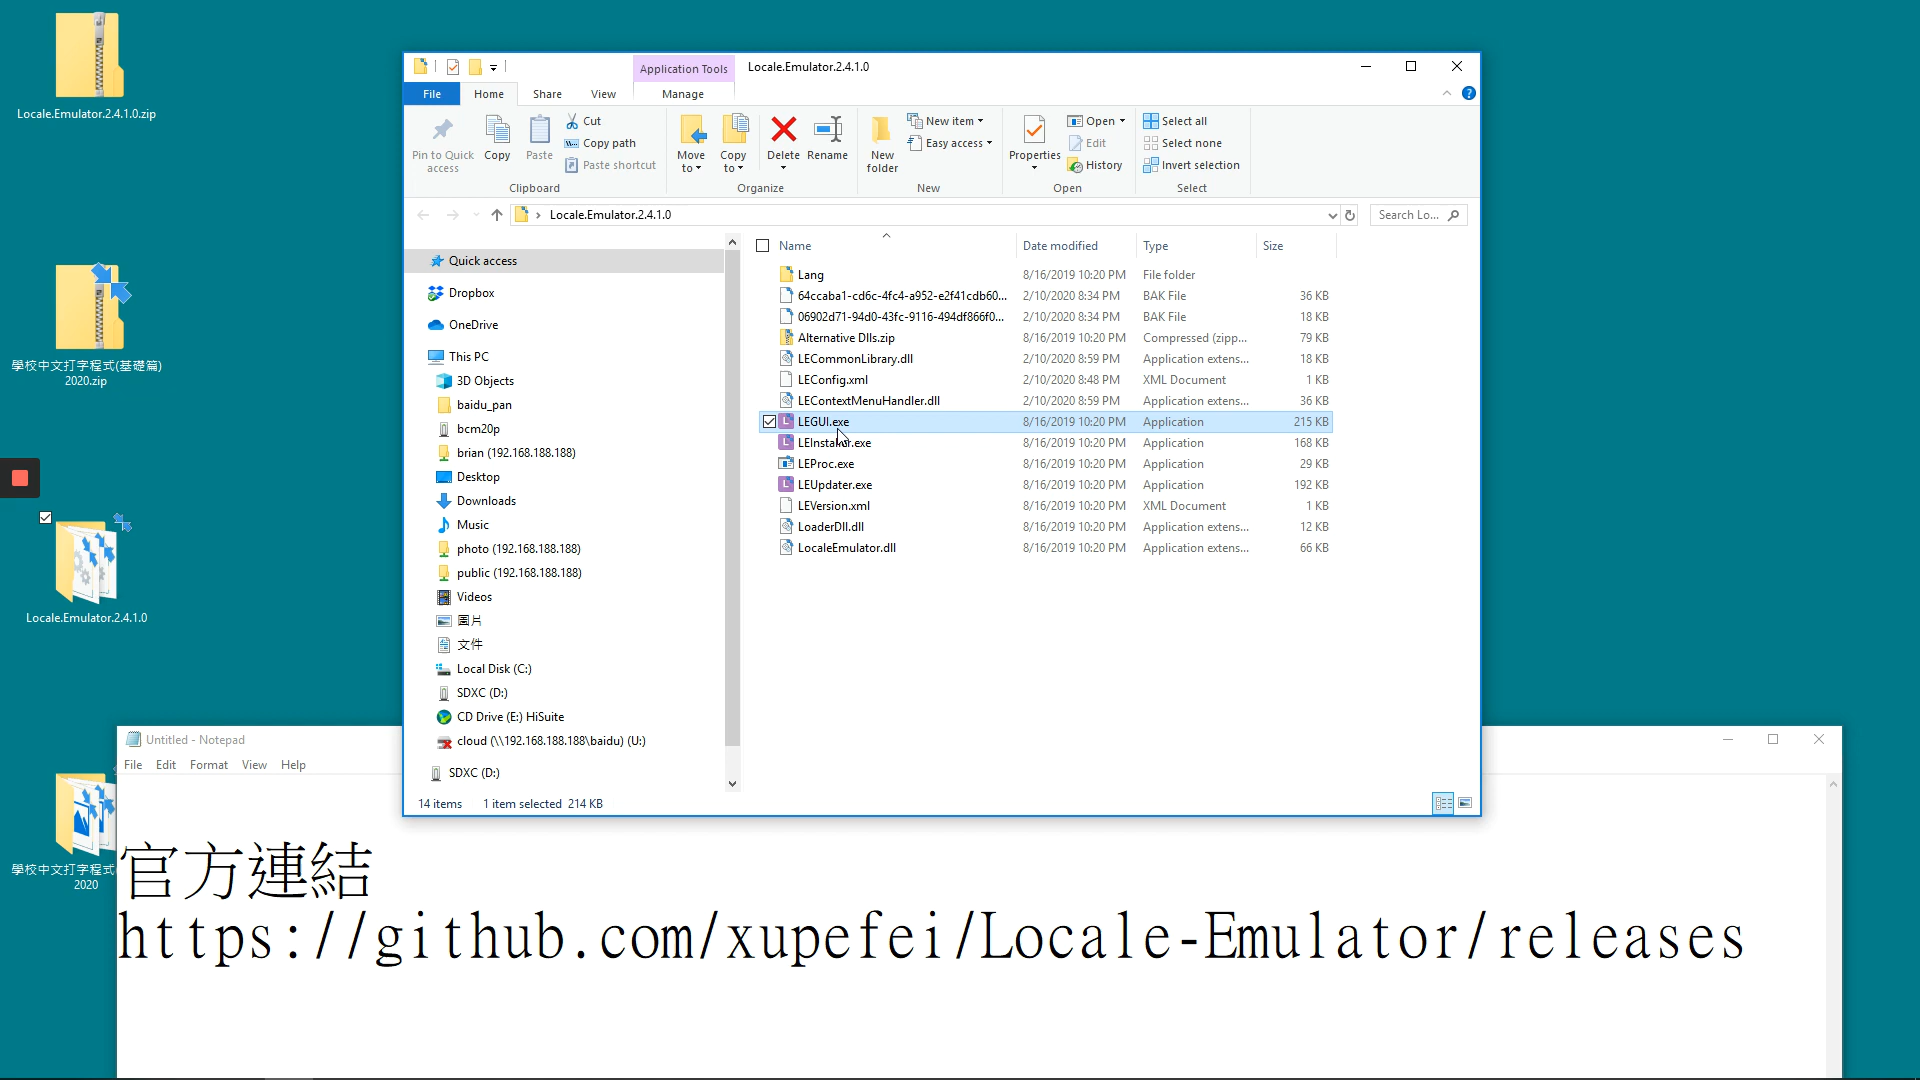 Locale.Emulator.2.4.1.0.zip
學校中文打字程式(基礎篇)
2020.zip
Locale.Emulator.2.4.1.0
學校中文打字程式
2020
Application Tools
Locale.Emulator.2.4.1.0
File
Home
Share
View
Manage
Pin to Quick access
Copy
Paste
Cut
Copy path
Paste shortcut
Clipboard
Move to
Copy to
Delete
Rename
Organize
New folder
New item
Easy access
New
Properties
Open
Edit
History
Open
Select all
Select none
Invert selection
Select
Locale.Emulator.2.4.1.0
Search Lo...
Quick access
Dropbox
OneDrive
This PC
3D Objects
baidu_pan
bcm20p
brian (192.168.188.188)
Desktop
Downloads
Music
photo (192.168.188.188)
public (192.168.188.188)
Videos
圖片
文件
Local Disk (C:)
SDXC (D:)
CD Drive (E:) HiSuite
cloud (\\192.168.188.188\baidu) (U:)
SDXC (D:)
Name Date modified Type Size
Lang 8/16/2019 10:20 PM File folder
64ccaba1-cd6c-4fc4-a952-e2f41cdb60... 2/10/2020 8:34 PM BAK File 36 KB
06902d71-94d0-43fc-9116-494df866f0... 2/10/2020 8:34 PM BAK File 18 KB
Alternative Dlls.zip 8/16/2019 10:20 PM Compressed (zipp... 79 KB
LECommonLibrary.dll 2/10/2020 8:59 PM Application extens... 18 KB
LEConfig.xml 2/10/2020 8:48 PM XML Document 1 KB
LEContextMenuHandler.dll 2/10/2020 8:59 PM Application extens... 36 KB
LEGUI.exe 8/16/2019 10:20 PM Application 215 KB
LEInstaller.exe 8/16/2019 10:20 PM Application 168 KB
LEProc.exe 8/16/2019 10:20 PM Application 29 KB
LEUpdater.exe 8/16/2019 10:20 PM Application 192 KB
LEVersion.xml 8/16/2019 10:20 PM XML Document 1 KB
LoaderDll.dll 8/16/2019 10:20 PM Application extens... 12 KB
LocaleEmulator.dll 8/16/2019 10:20 PM Application extens... 66 KB
14 items 1 item selected 214 KB
Untitled - Notepad
File Edit Format View Help
官方連結
https://github.com/xupefei/Locale-Emulator/releases